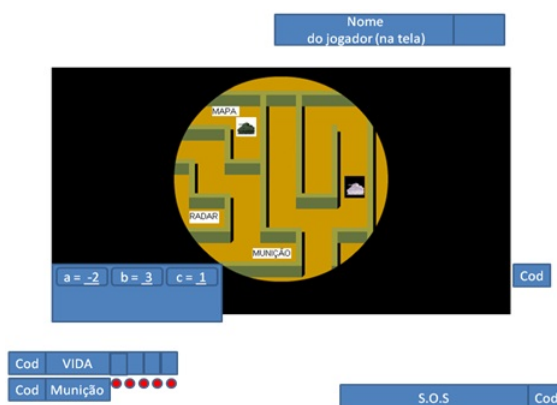 Nome
do jogador (na tela)
MAPA
RADAR
MUNIÇÃO
a = -2 b = 3 c = 1
Cod
Cod VIDA
Cod Munição
S.O.S Cod